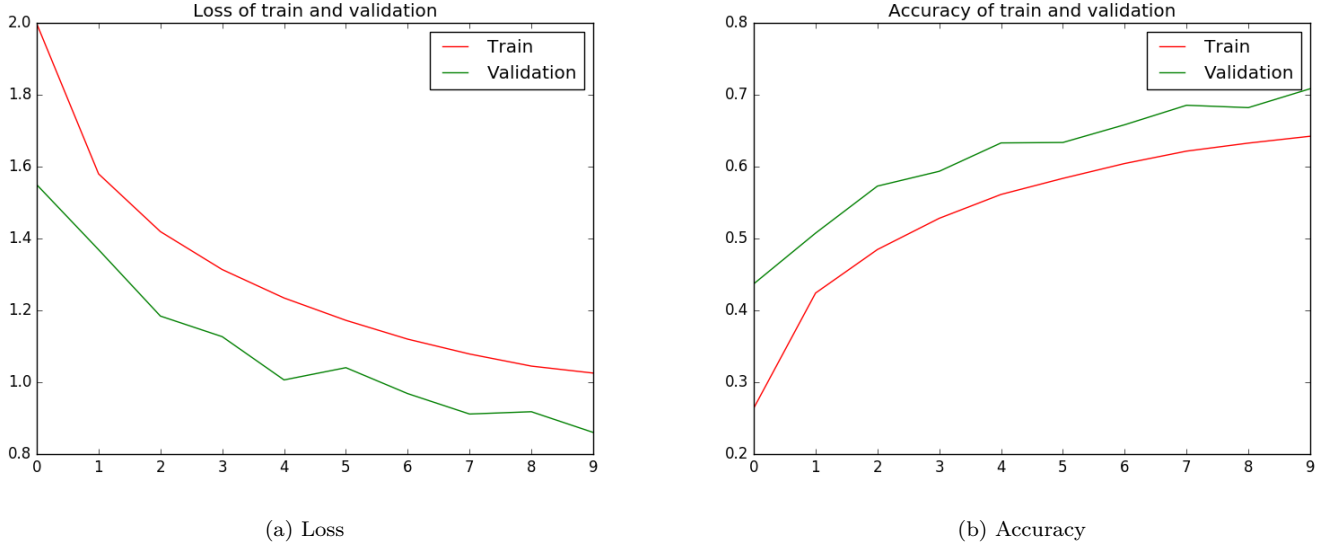 Loss of train and validation
2.0
1.8
1.6
1.4
1.2
1.0
0.8
0 1 2 3 4 5 6 7 8 9
Train
Validation
(a) Loss
Accuracy of train and validation
0.8
0.7
0.6
0.5
0.4
0.3
0.2
0 1 2 3 4 5 6 7 8 9
Train
Validation
(b) Accuracy